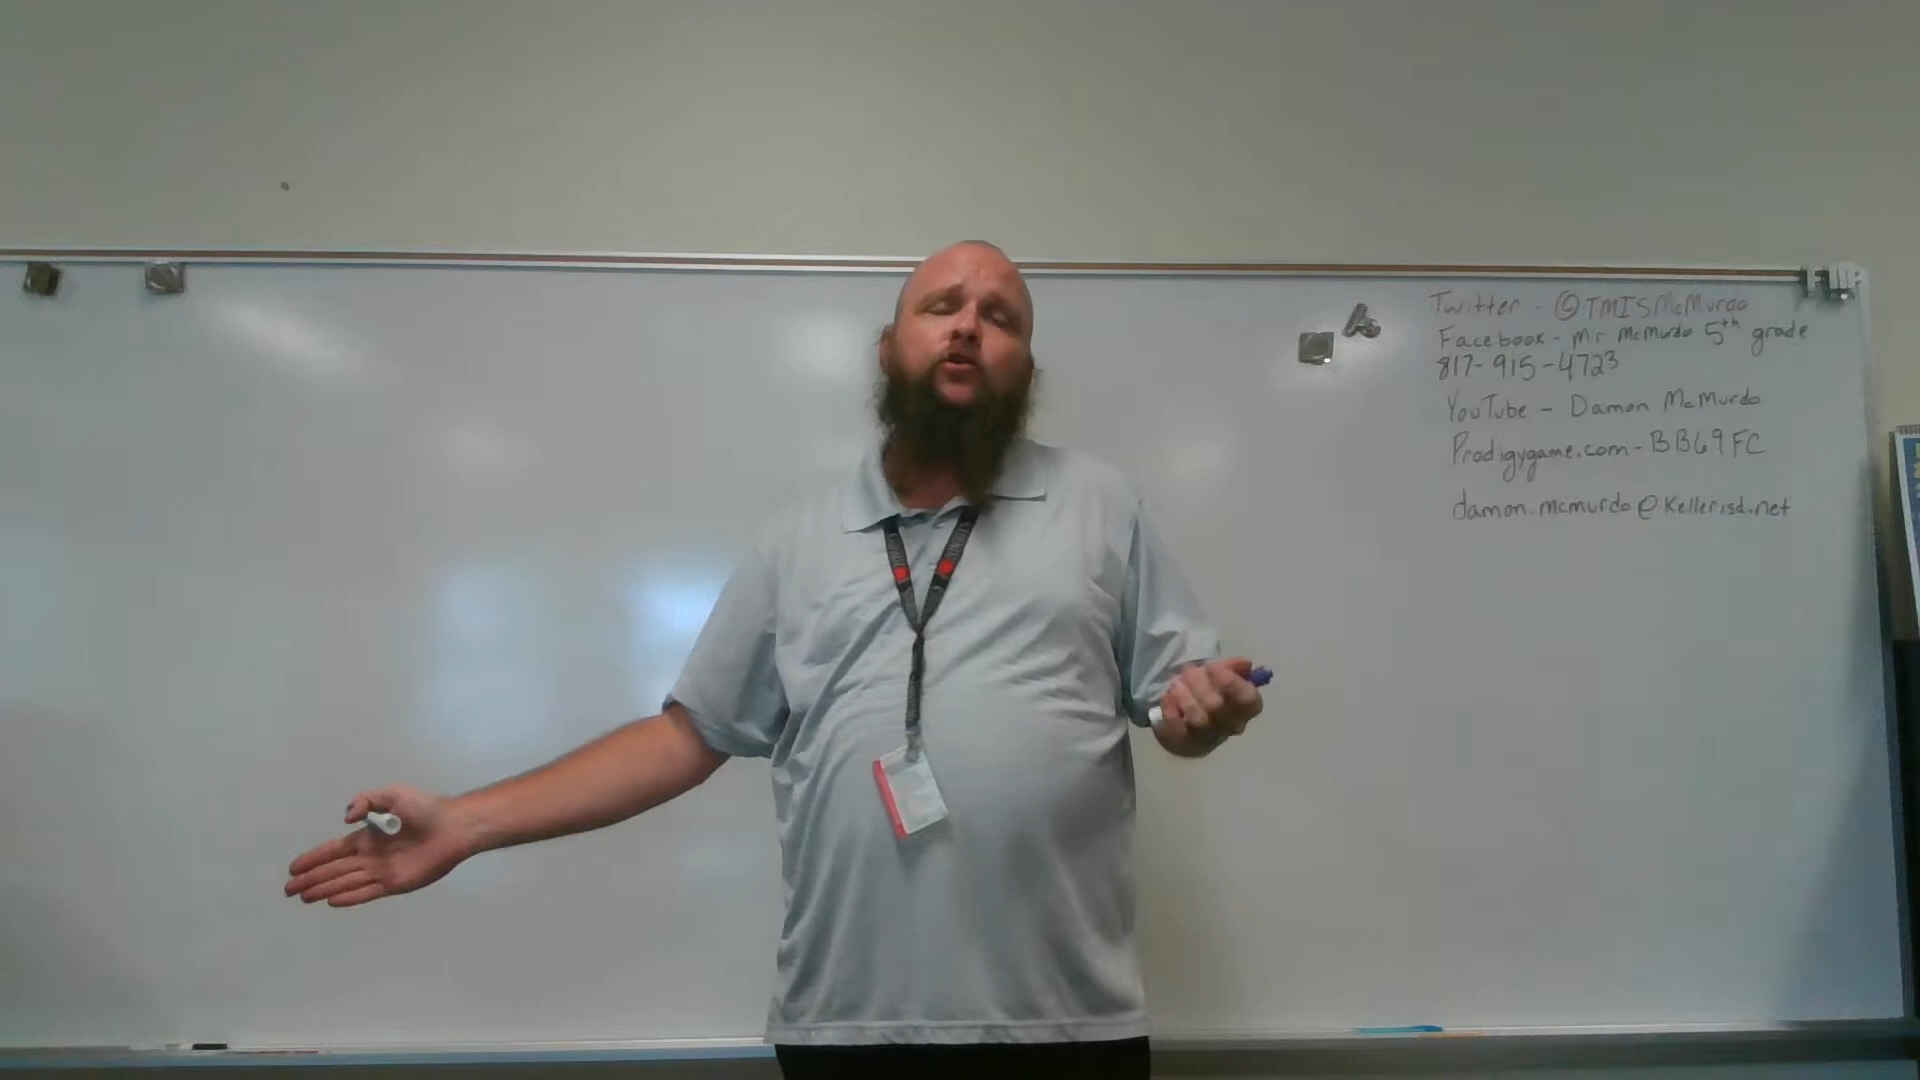 Twitter - @TMISMcMurdo
Facebook - Mr McMurdo 5th grade
817-915-4723
YouTube - Damon McMurdo
Prodigygame.com - BB69FC
damon.mcmurdo@kellerisd.net